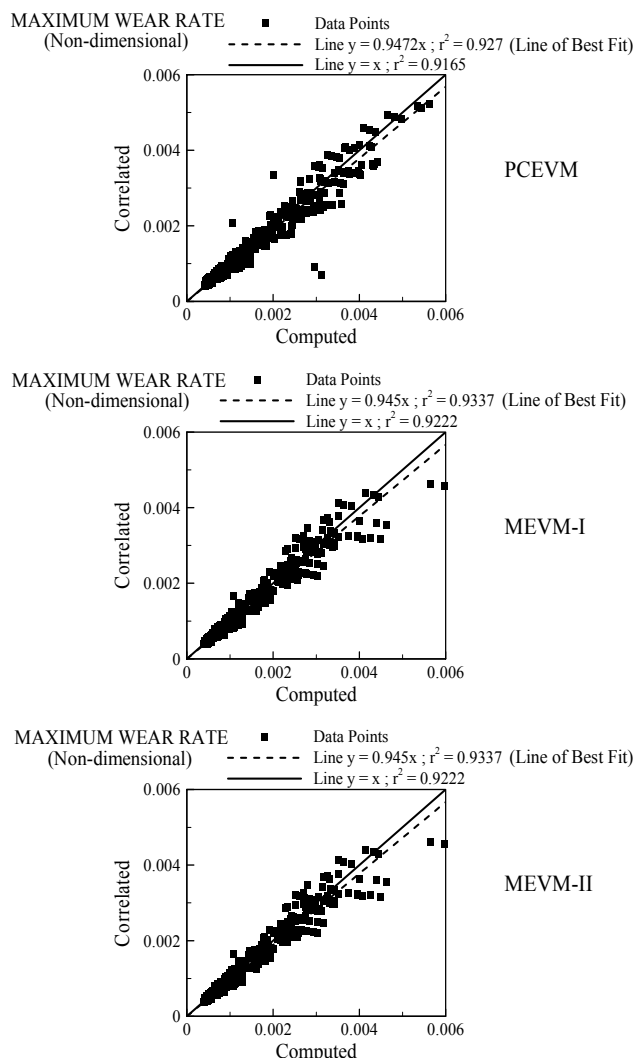 MAXIMUM WEAR RATE
(Non-dimensional)
Data Points
Line y = 0.9472x ; r² = 0.927 (Line of Best Fit)
Line y = x ; r² = 0.9165
0.006
0.004
0.002
0
0
0.002
0.004
0.006
Correlated
Computed
PCEVM
MAXIMUM WEAR RATE
(Non-dimensional)
Data Points
Line y = 0.945x ; r² = 0.9337 (Line of Best Fit)
Line y = x ; r² = 0.9222
0.006
0.004
0.002
0
0
0.002
0.004
0.006
Correlated
Computed
MEVM-I
MAXIMUM WEAR RATE
(Non-dimensional)
Data Points
Line y = 0.945x ; r² = 0.9337 (Line of Best Fit)
Line y = x ; r² = 0.9222
0.006
0.004
0.002
0
0
0.002
0.004
0.006
Correlated
Computed
MEVM-II